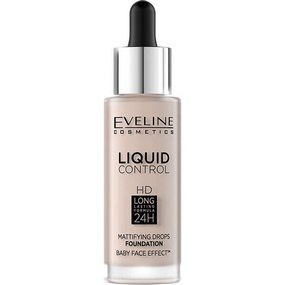 EVELINE
COSMETICS
LIQUID
CONTROL
HD
LONG
LASTING
FORMULA
24H
MATTIFYING DROPS
FOUNDATION
BABY FACE EFFECT™